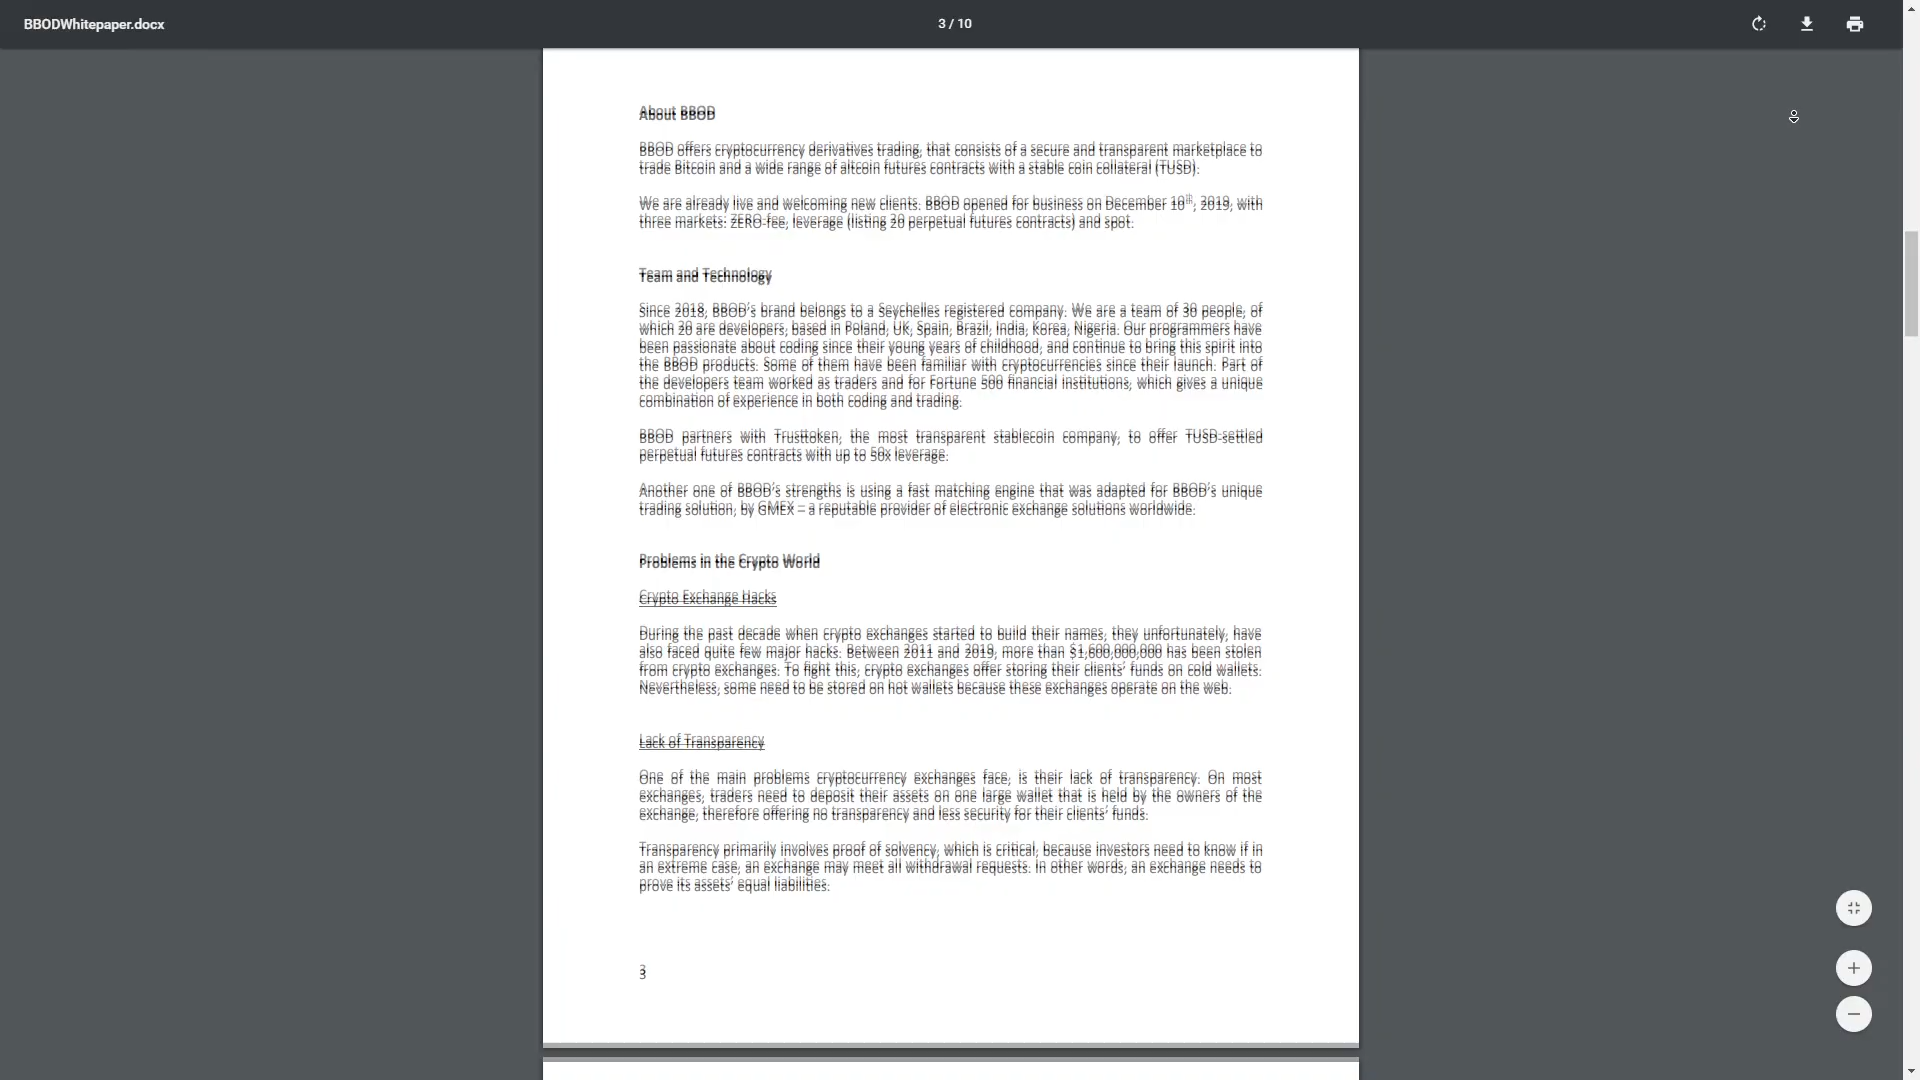 BBODWhitepaper.docx
3 / 10
About BBOD
BBOD offers cryptocurrency derivatives trading, that consists of a secure and transparent marketplace to
trade Bitcoin and a wide range of altcoin futures contracts with a stable coin collateral (TUSD).
We are already live and welcoming new clients. BBOD opened for business on December 10th, 2019, with
three markets: ZERO-fee, leverage (listing 20 perpetual futures contracts) and spot.
Team and Technology
Since 2018, BBOD's brand belongs to a Seychelles registered company. We are a team of 30 people, of
which 20 are developers, based in Poland, UK, Spain, Brazil, India, Korea, Nigeria. Our programmers have
been passionate about coding since their young years of childhood, and continue to bring this spirit into
the BBOD products. Some of them have been familiar with cryptocurrencies since their launch. Part of
the developers team worked as traders and for Fortune 500 financial institutions, which gives a unique
combination of experience in both coding and trading.
BBOD partners with Trusttoken, the most transparent stablecoin company, to offer TUSD-settled
perpetual futures contracts with up to 50x leverage.
Another one of BBOD's strengths is using a fast matching engine that was adapted for BBOD's unique
trading solution, by GMEX – a reputable provider of electronic exchange solutions worldwide.
Problems in the Crypto World
Crypto Exchange Hacks
During the past decade when crypto exchanges started to build their names, they unfortunately, have
also faced quite few major hacks. Between 2011 and 2019, more than $1,600,000,000 has been stolen
from crypto exchanges. To fight this, crypto exchanges offer storing their clients' funds on cold wallets.
Nevertheless, some need to be stored on hot wallets because these exchanges operate on the web.
Lack of Transparency
One of the main problems cryptocurrency exchanges face, is their lack of transparency. On most
exchanges, traders need to deposit their assets on one large wallet that is held by the owners of the
exchange, therefore offering no transparency and less security for their clients' funds.
Transparency primarily involves proof of solvency, which is critical, because investors need to know if in
an extreme case, an exchange may meet all withdrawal requests. In other words, an exchange needs to
prove its assets' equal liabilities.
3